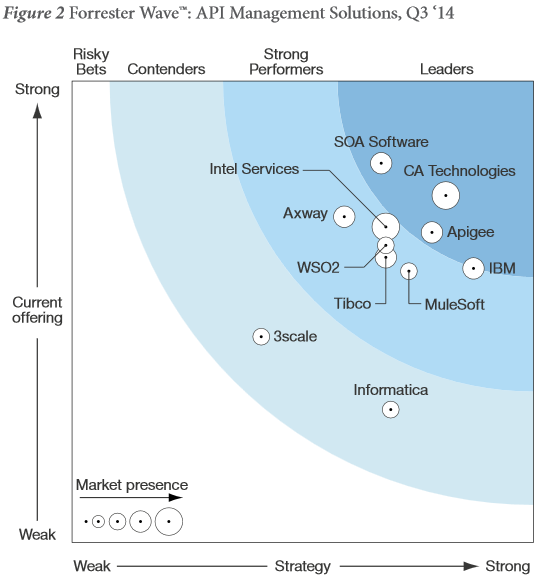 Figure 2 Forrester Wave™: API Management Solutions, Q3 ‘14
Risky
Bets
Contenders
Strong
Performers
Leaders
Strong
SOA Software
Intel Services
CA Technologies
Axway
Apigee
WSO2
IBM
Current
offering
Tibco
MuleSoft
3scale
Informatica
Market presence
Weak
Weak
Strategy
Strong